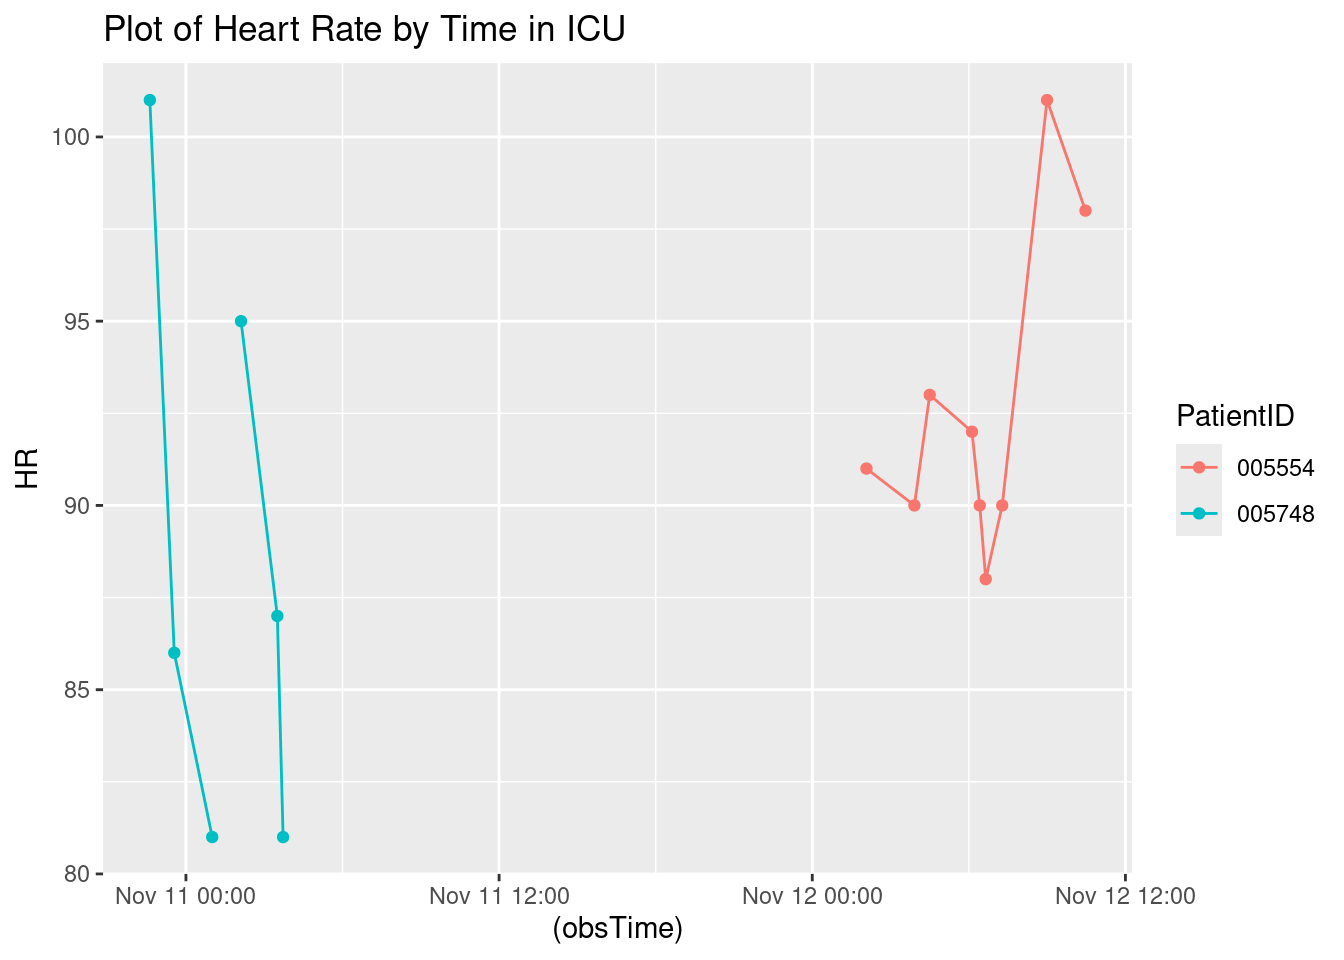 Plot of Heart Rate by Time in ICU
100
95
90
85
80
HR
Nov 11 00:00
Nov 11 12:00
Nov 12 00:00
Nov 12 12:00
(obsTime)
PatientID
005554
005748